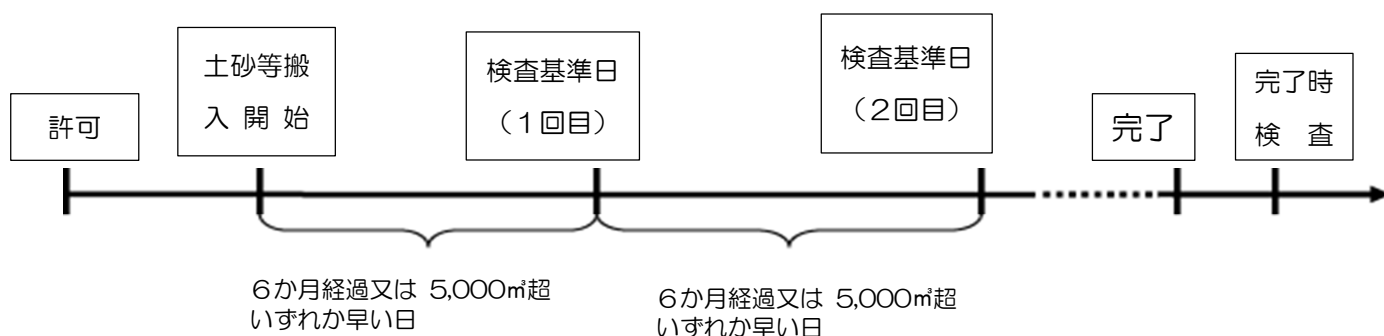 許可
土砂等搬
入 開 始
検査基準日
（１回目）
検査基準日
（２回目）
完了
完了時
検　査
６か月経過又は 5,000㎥超
いずれか早い日
６か月経過又は 5,000㎥超
いずれか早い日